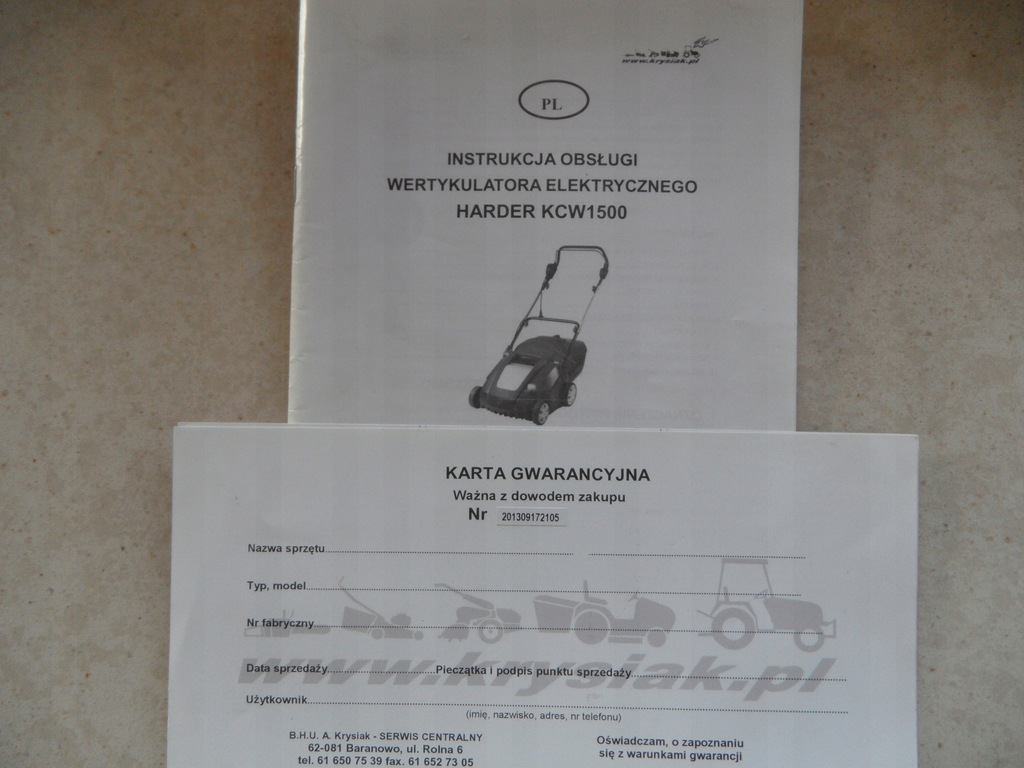 www.krysiak.pl
PL
INSTRUKCJA OBSŁUGI
WERTYKULATORA ELEKTRYCZNEGO
HARDER KCW1500
KARTA GWARANCYJNA
Ważna z dowodem zakupu
Nr 201309172105
Nazwa sprzętu
Typ, model
Nr fabryczny
www.krysiak.pl
Data sprzedaży Pieczątka i podpis punktu sprzedaży
Użytkownik
(imię, nazwisko, adres, nr telefonu)
B.H.U. A. Krysiak - SERWIS CENTRALNY
62-081 Baranowo, ul. Rolna 6
tel. 61 650 75 39 fax. 61 652 73 05
Oświadczam, o zapoznaniu
się z warunkami gwarancji